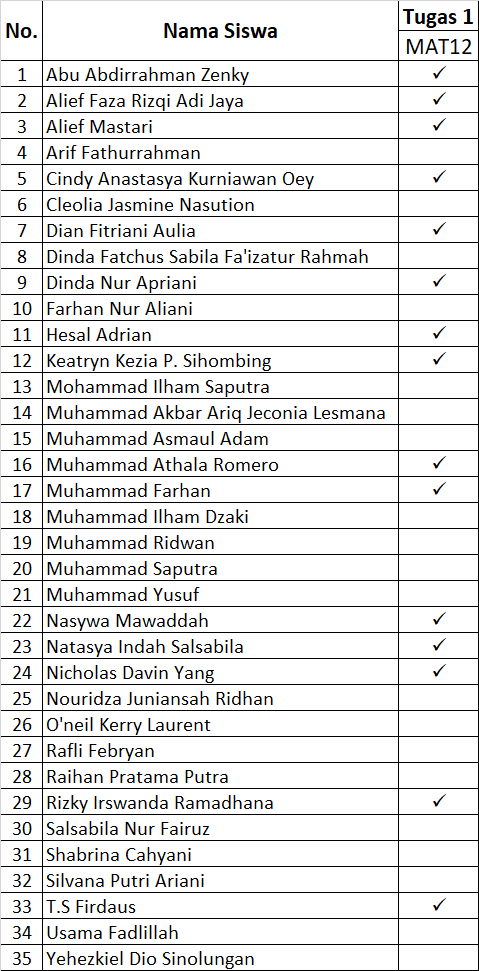 No. Nama Siswa Tugas 1
MAT12
1 Abu Abdirrahman Zenky ✓
2 Alief Faza Rizqi Adi Jaya ✓
3 Alief Mastari ✓
4 Arif Fathurrahman
5 Cindy Anastasya Kurniawan Oey ✓
6 Cleolia Jasmine Nasution
7 Dian Fitriani Aulia ✓
8 Dinda Fatchus Sabila Fa'izatur Rahmah
9 Dinda Nur Apriani ✓
10 Farhan Nur Aliani
11 Hesal Adrian ✓
12 Keatryn Kezia P. Sihombing ✓
13 Mohammad Ilham Saputra
14 Muhammad Akbar Ariq Jeconia Lesmana
15 Muhammad Asmaul Adam
16 Muhammad Athala Romero ✓
17 Muhammad Farhan ✓
18 Muhammad Ilham Dzaki
19 Muhammad Ridwan
20 Muhammad Saputra
21 Muhammad Yusuf
22 Nasywa Mawaddah ✓
23 Natasya Indah Salsabila ✓
24 Nicholas Davin Yang ✓
25 Nouridza Juniansah Ridhan
26 O'neil Kerry Laurent
27 Rafli Febryan
28 Raihan Pratama Putra
29 Rizky Irswanda Ramadhana ✓
30 Salsabila Nur Fairuz
31 Shabrina Cahyani
32 Silvana Putri Ariani
33 T.S Firdaus ✓
34 Usama Fadlillah
35 Yehezkiel Dio Sinolungan